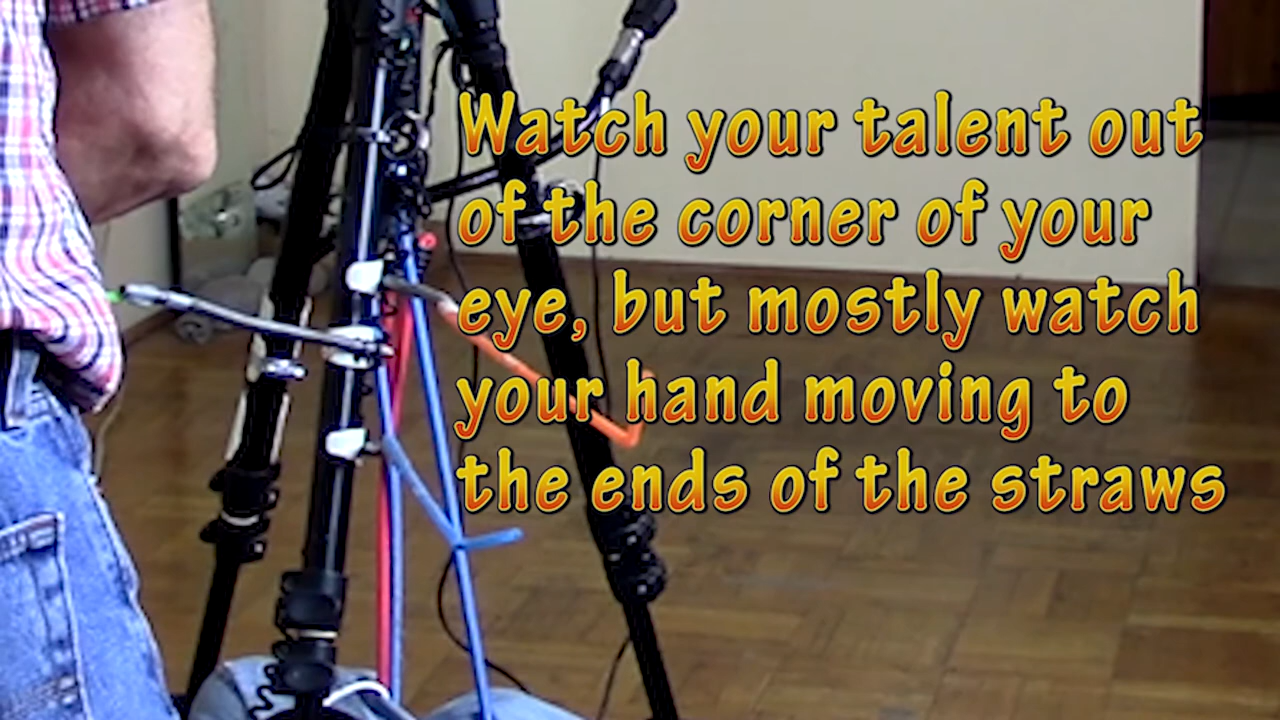 Watch your talent out
of the corner of your
eye, but mostly watch
your hand moving to
the ends of the straws